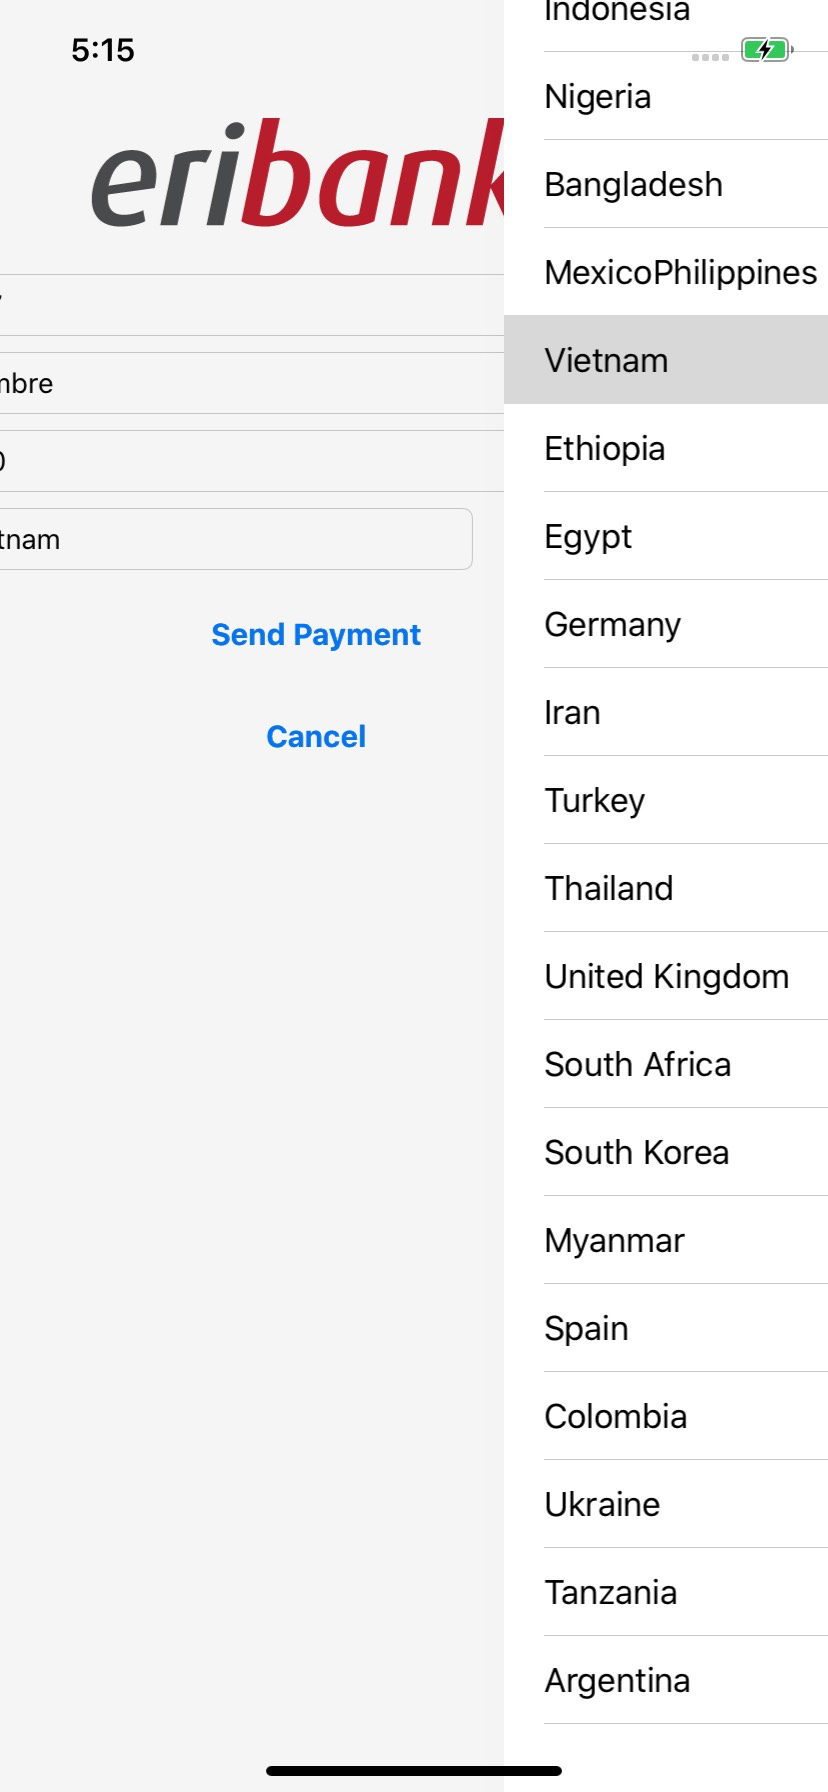 5:15
eribank
mbre
0
tnam
Send Payment
Cancel
Indonesia
Nigeria
Bangladesh
MexicoPhilippines
Vietnam
Ethiopia
Egypt
Germany
Iran
Turkey
Thailand
United Kingdom
South Africa
South Korea
Myanmar
Spain
Colombia
Ukraine
Tanzania
Argentina